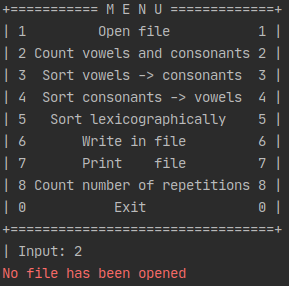 +=========== M E N U ============+
| 1 Open file 1 |
| 2 Count vowels and consonants 2 |
| 3 Sort vowels -> consonants 3 |
| 4 Sort consonants -> vowels 4 |
| 5 Sort lexicographically 5 |
| 6 Write in file 6 |
| 7 Print file 7 |
| 8 Count number of repetitions 8 |
| 0 Exit 0 |
+================================+
| Input: 2
No file has been opened